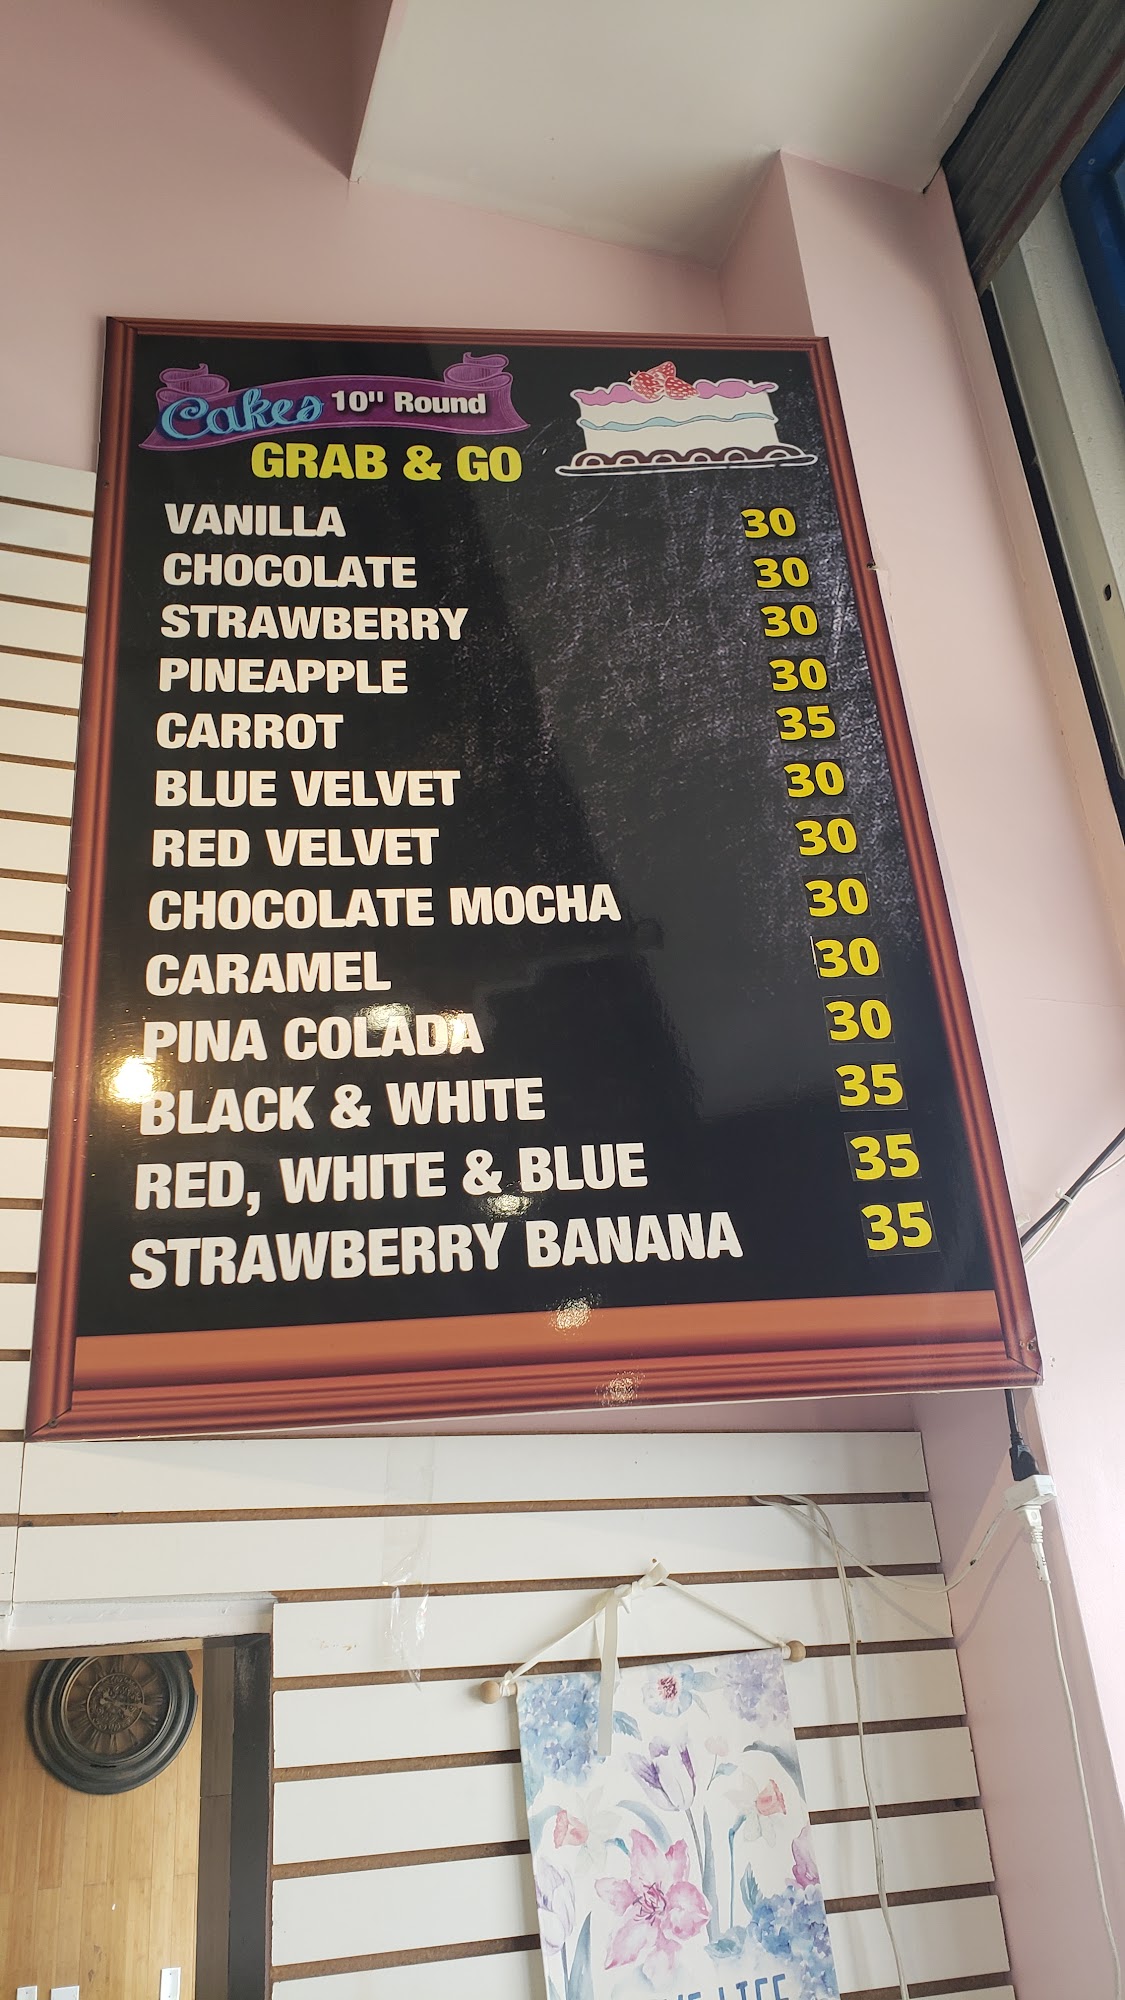 Cakes 10" Round
GRAB & GO
VANILLA 30
CHOCOLATE 30
STRAWBERRY 30
PINEAPPLE 30
CARROT 35
BLUE VELVET 30
RED VELVET 30
CHOCOLATE MOCHA 30
CARAMEL 30
PINA COLADA 30
BLACK & WHITE 35
RED, WHITE & BLUE 35
STRAWBERRY BANANA 35
LIFE